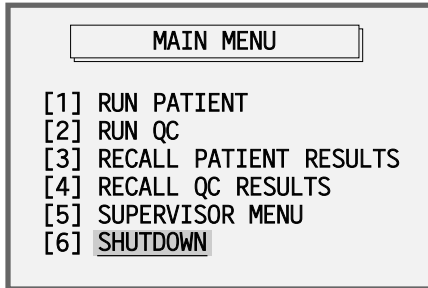 MAIN MENU
[1] RUN PATIENT
[2] RUN QC
[3] RECALL PATIENT RESULTS
[4] RECALL QC RESULTS
[5] SUPERVISOR MENU
[6] SHUTDOWN